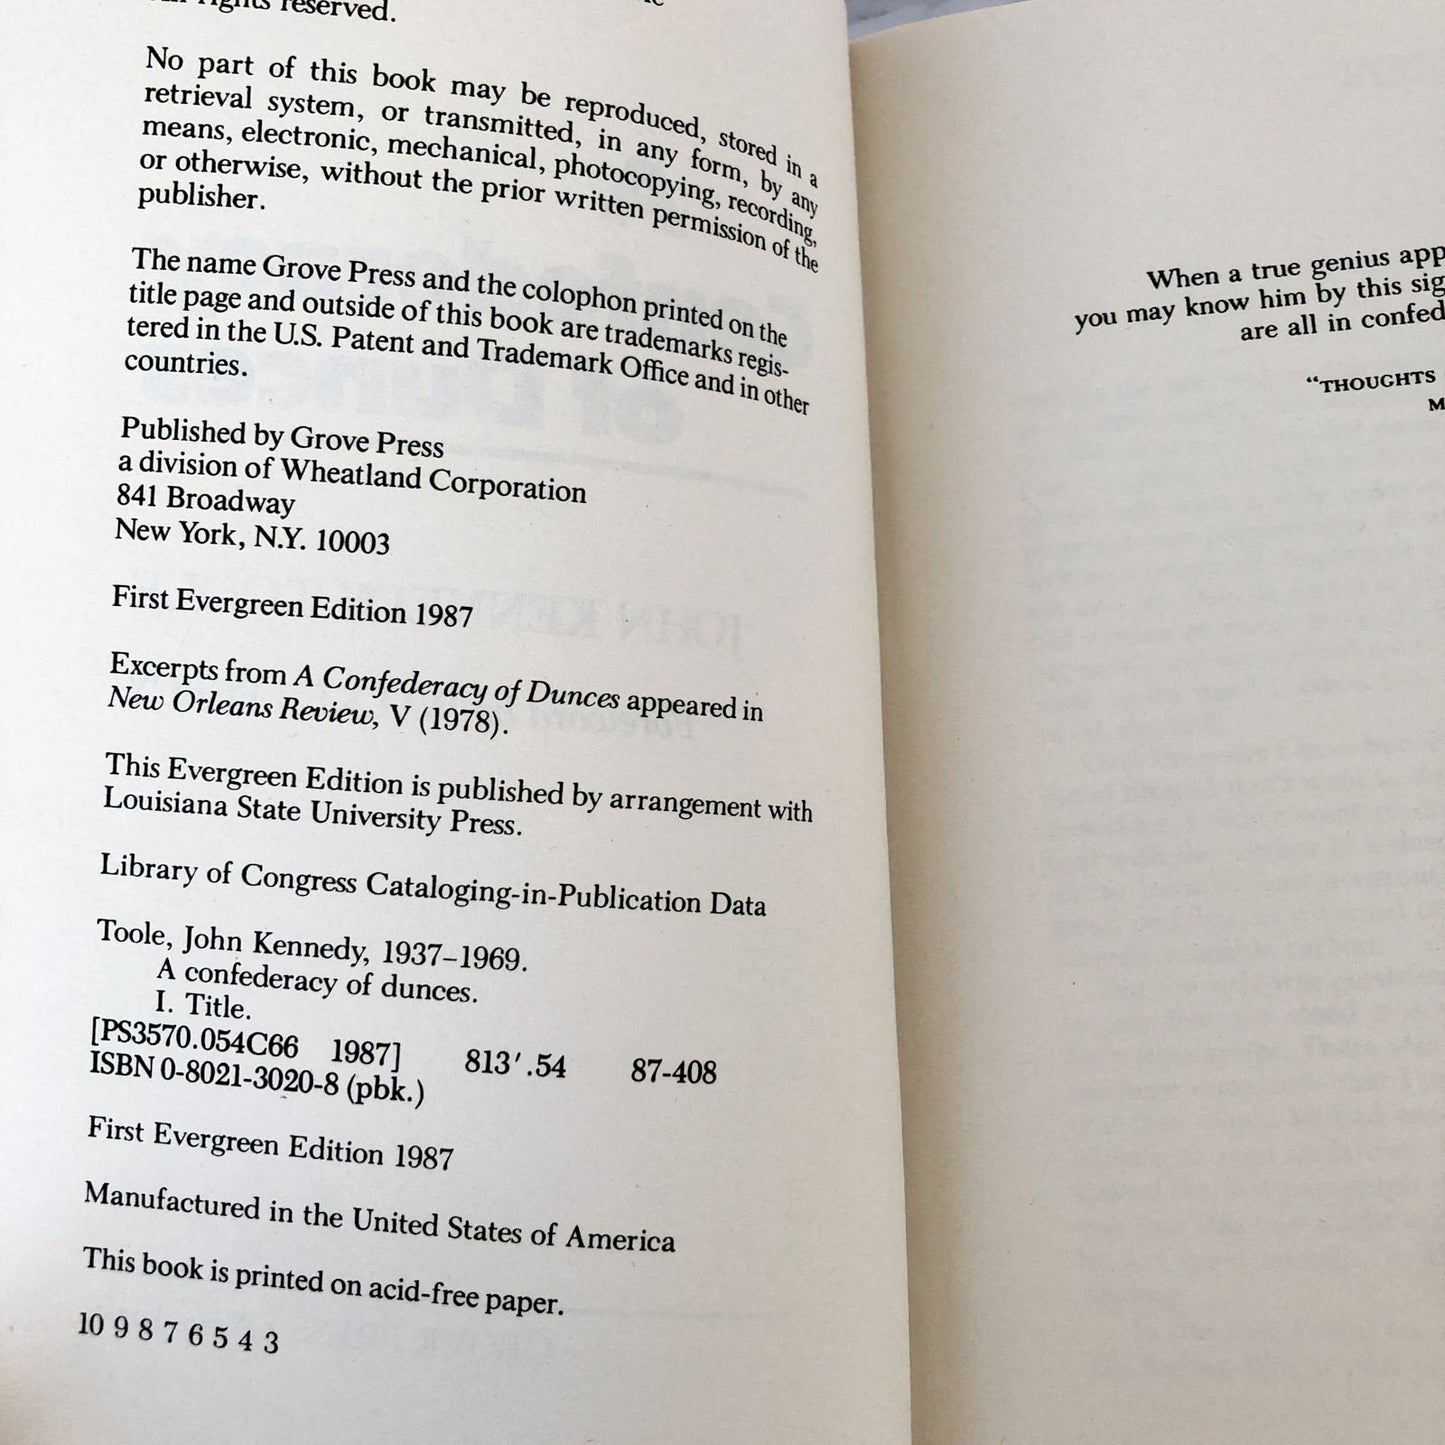 rights reserved.
No part of this book may be reproduced, stored in a
retrieval system, or transmitted, in any form, by any
means, electronic, mechanical, photocopying, recording,
or otherwise, without the prior written permission of the
publisher.
The name Grove Press and the colophon printed on the
title page and outside of this book are trademarks regis-
tered in the U.S. Patent and Trademark Office and in other
countries.
Published by Grove Press
a division of Wheatland Corporation
841 Broadway
New York, N.Y. 10003
First Evergreen Edition 1987
Excerpts from A Confederacy of Dunces appeared in
New Orleans Review, V (1978).
This Evergreen Edition is published by arrangement with
Louisiana State University Press.
Library of Congress Cataloging-in-Publication Data
Toole, John Kennedy, 1937–1969.
A confederacy of dunces.
I. Title.
[PS3570.054C66 1987] 813'.54 87-408
ISBN 0-8021-3020-8 (pbk.)
First Evergreen Edition 1987
Manufactured in the United States of America
This book is printed on acid-free paper.
10 9 8 7 6 5 4 3
When a true genius app
you may know him by this sig
are all in confed
"THOUGHTS
M